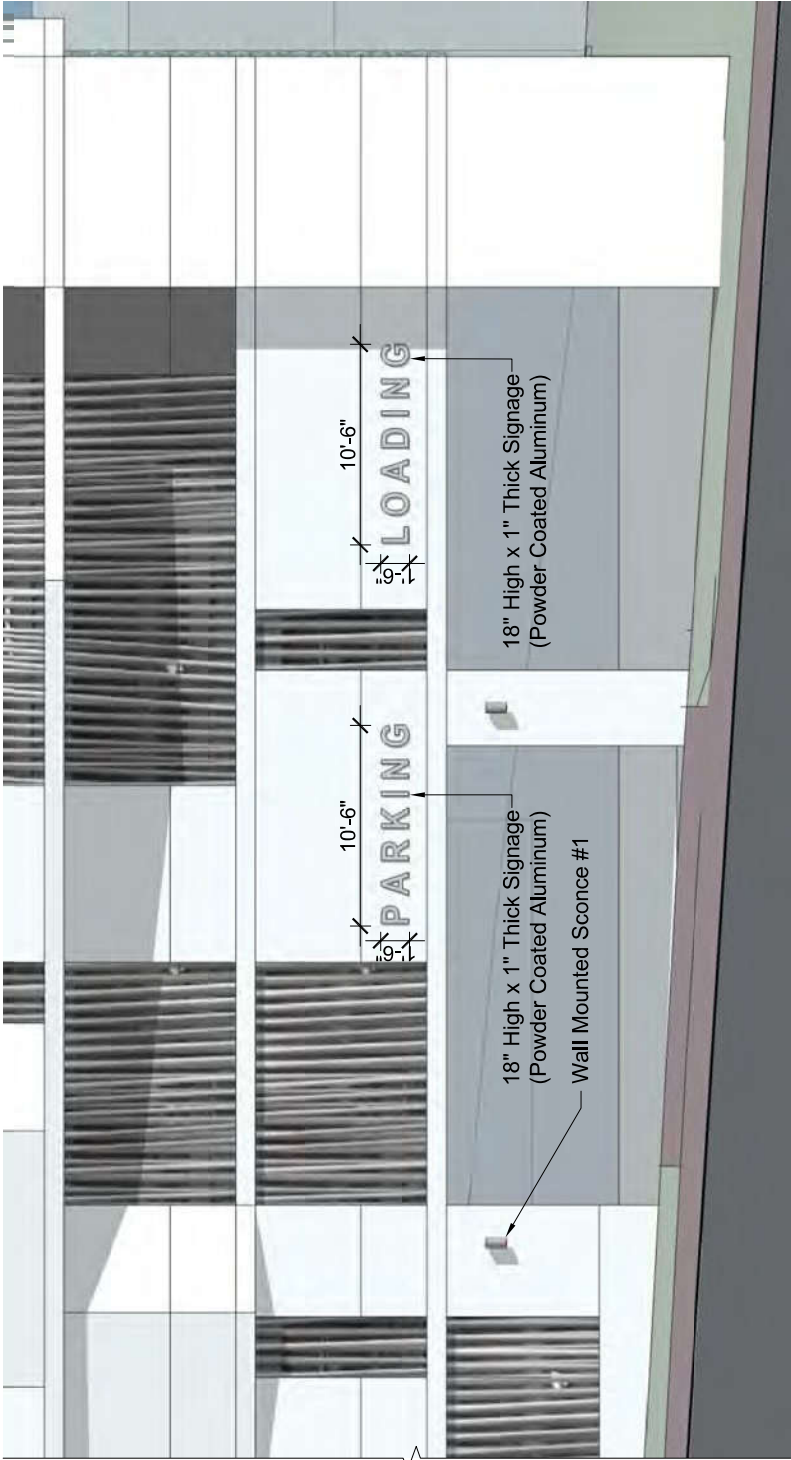 10'-6"
1'-6"
PARKING
18" High x 1" Thick Signage
(Powder Coated Aluminum)
Wall Mounted Sconce #1
10'-6"
1'-6"
LOADING
18" High x 1" Thick Signage
(Powder Coated Aluminum)